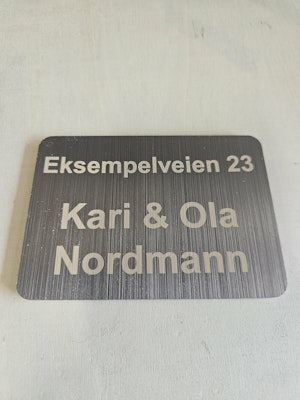 Eksempelveien 23
Kari & Ola
Nordmann